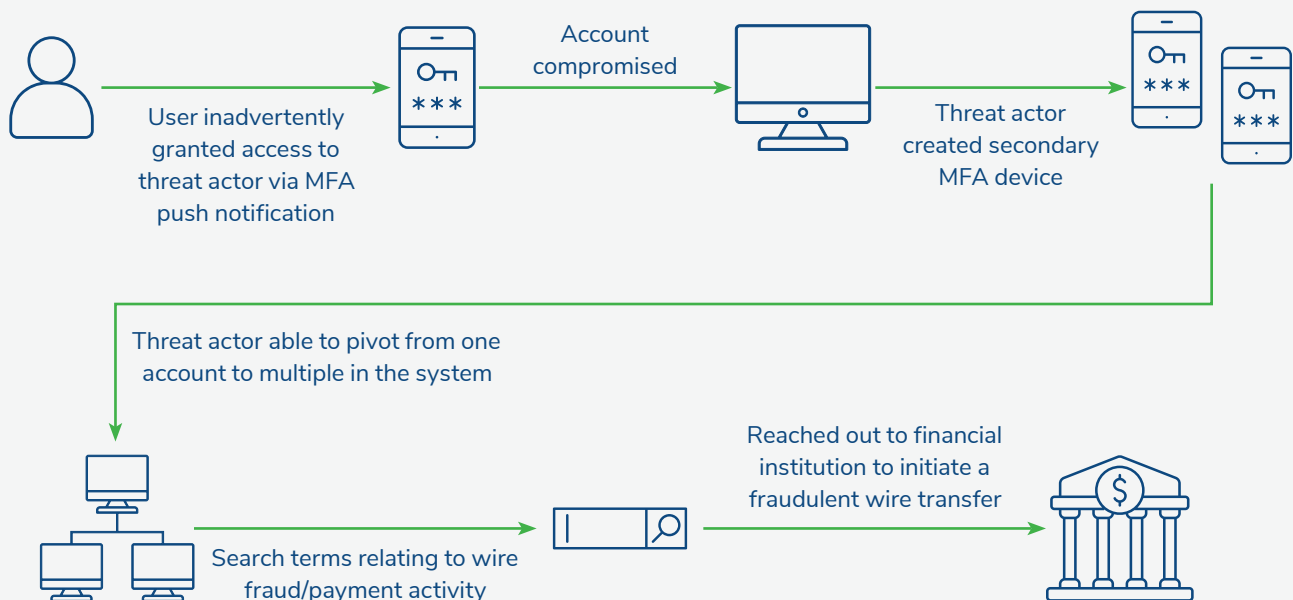 Account
compromised
User inadvertently
granted access to
threat actor via MFA
push notification
Threat actor
created secondary
MFA device
Threat actor able to pivot from one
account to multiple in the system
Reached out to financial
institution to initiate a
fraudulent wire transfer
Search terms relating to wire
fraud/payment activity